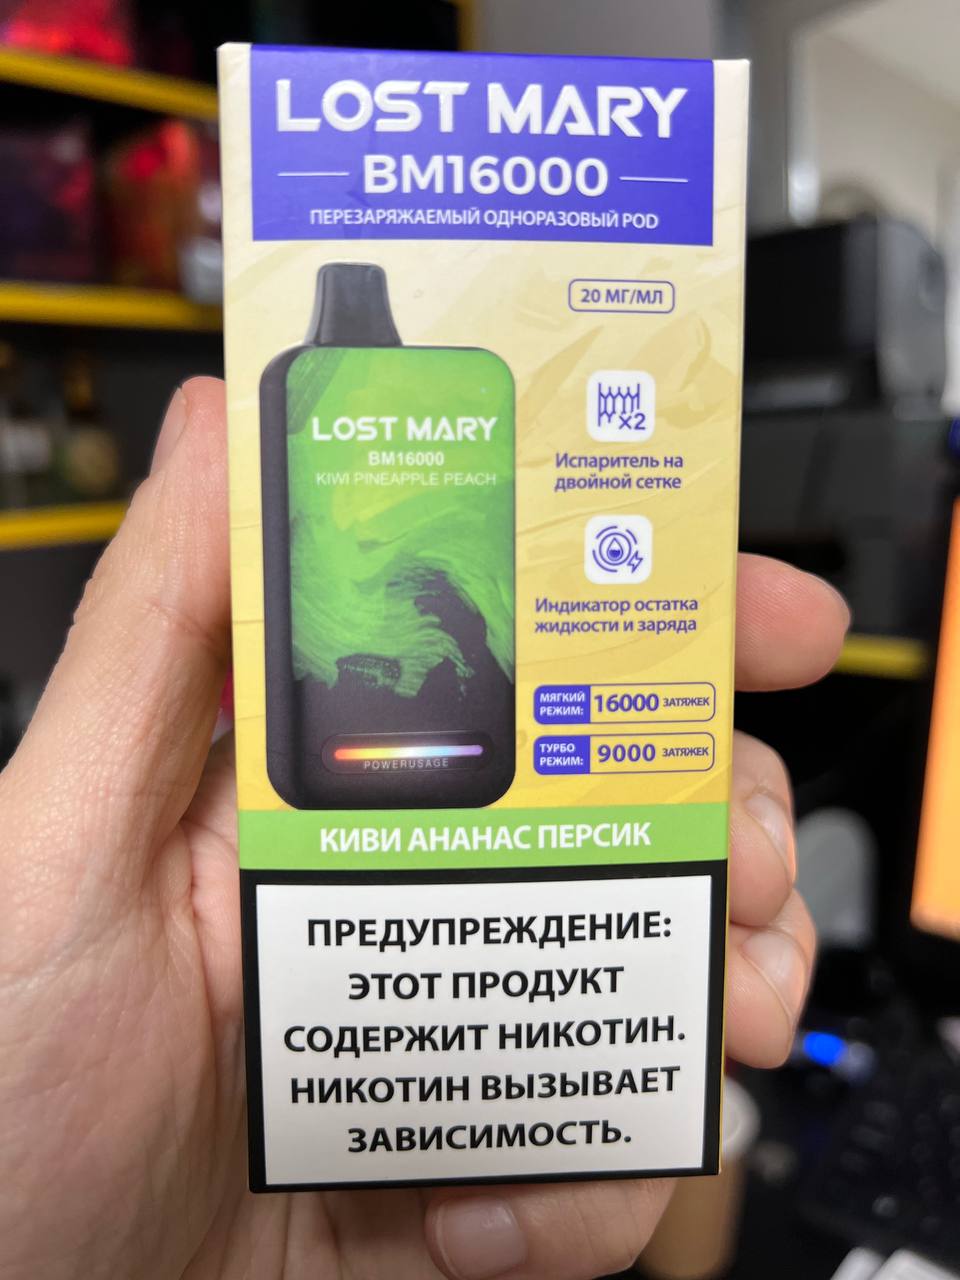 LOST MARY
BM16000
ПЕРЕЗАРЯЖАЕМЫЙ ОДНОРАЗОВЫЙ POD
20 МГ/МЛ
LOST MARY
BM16000
KIWI PINEAPPLE PEACH
x2
Испаритель на
двойной сетке
Индикатор остатка
жидкости и заряда
МЯГКИЙ
РЕЖИМ:
16000 ЗАТЯЖЕК
ТУРБО
РЕЖИМ:
9000 ЗАТЯЖЕК
POWERUSAGE
КИВИ АНАНАС ПЕРСИК
ПРЕДУПРЕЖДЕНИЕ:
ЭТОТ ПРОДУКТ
СОДЕРЖИТ НИКОТИН.
НИКОТИН ВЫЗЫВАЕТ
ЗАВИСИМОСТЬ.